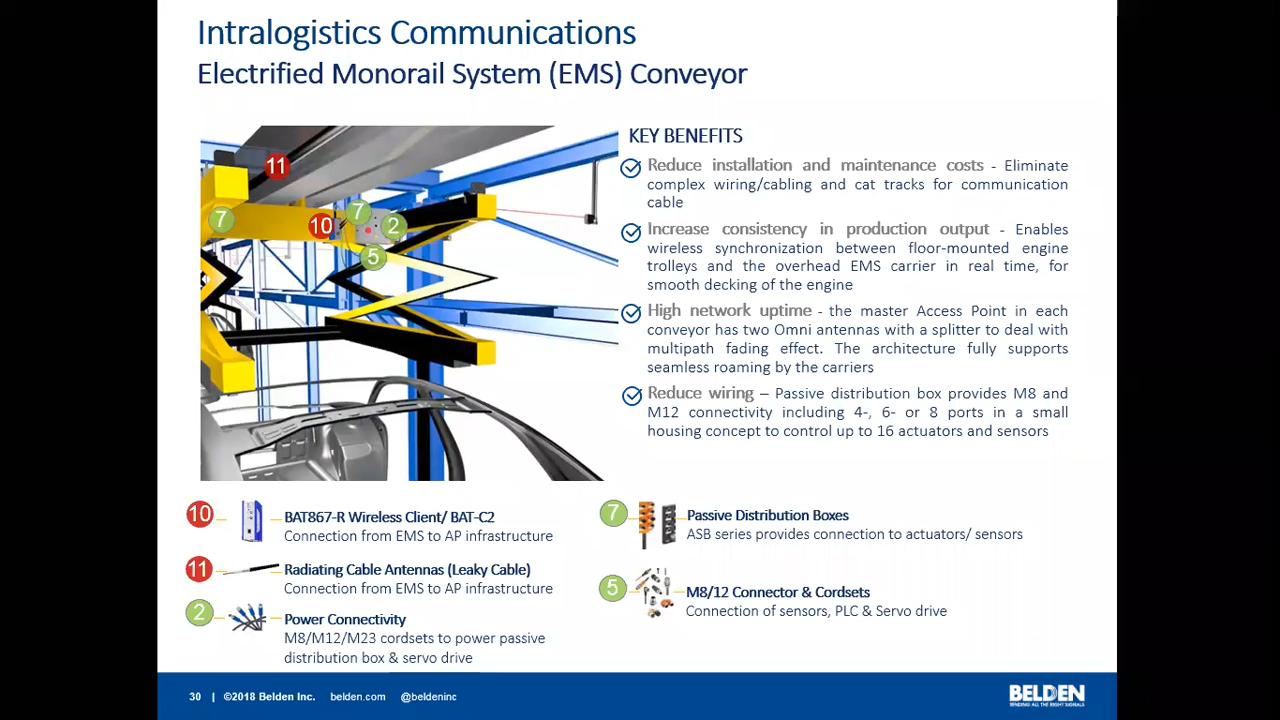 Intralogistics Communications
Electrified Monorail System (EMS) Conveyor
11
7
7
10
2
5
KEY BENEFITS
Reduce installation and maintenance costs - Eliminate
complex wiring/cabling and cat tracks for communication
cable
Increase consistency in production output - Enables
wireless synchronization between floor-mounted engine
trolleys and the overhead EMS carrier in real time, for
smooth decking of the engine
High network uptime - the master Access Point in each
conveyor has two Omni antennas with a splitter to deal with
multipath fading effect. The architecture fully supports
seamless roaming by the carriers
Reduce wiring – Passive distribution box provides M8 and
M12 connectivity including 4-, 6- or 8 ports in a small
housing concept to control up to 16 actuators and sensors
10
BAT867-R Wireless Client/ BAT-C2
Connection from EMS to AP infrastructure
11
Radiating Cable Antennas (Leaky Cable)
Connection from EMS to AP infrastructure
2
Power Connectivity
M8/M12/M23 cordsets to power passive
distribution box & servo drive
7
Passive Distribution Boxes
ASB series provides connection to actuators/ sensors
5
M8/12 Connector & Cordsets
Connection of sensors, PLC & Servo drive
30 | ©2018 Belden Inc. belden.com @beldeninc
BELDEN
SENDING ALL THE RIGHT SIGNALS